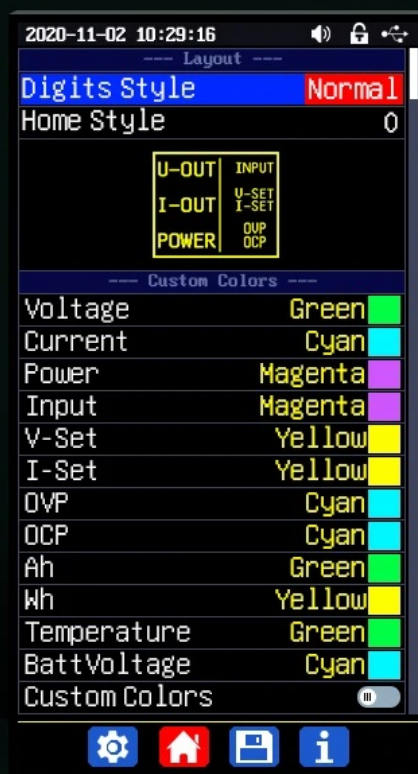 2020-11-02 10:29:16
--- Layout ---
Digits Style Normal
Home Style 0
U-OUT INPUT
I-OUT V-SET
I-SET
POWER OVP
OCP
--- Custom Colors ---
Voltage Green
Current Cyan
Power Magenta
Input Magenta
V-Set Yellow
I-Set Yellow
OVP Cyan
OCP Cyan
Ah Green
Wh Yellow
Temperature Green
BattVoltage Cyan
Custom Colors